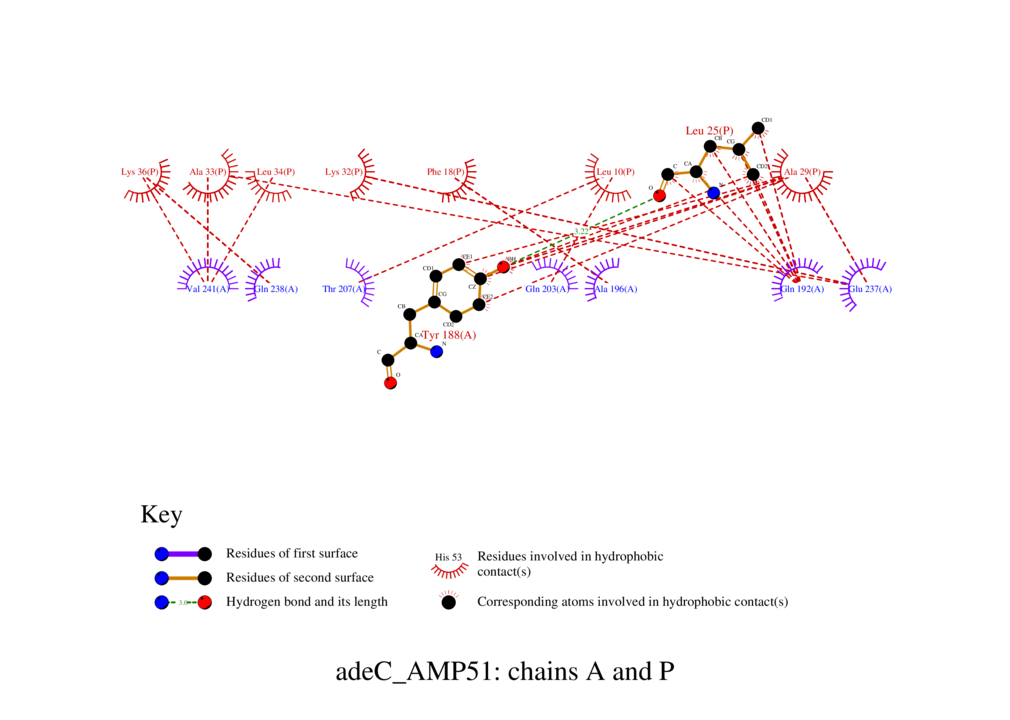 CD1
Leu 25(P)
CB
CG
C
CA
CD2
Lys 36(P)
Ala 33(P)
Leu 34(P)
Lys 32(P)
Phe 18(P)
Leu 10(P)
Ala 29(P)
O
N
3.22
CE1
OH
CD1
CZ
Val 241(A)
Gln 238(A)
Thr 207(A)
Gln 203(A)
Ala 196(A)
Gln 192(A)
Glu 237(A)
CG
CE2
CB
CD2
CA
Tyr 188(A)
N
C
O
Key
Residues of first surface
Residues of second surface
3.0
Hydrogen bond and its length
His 53
Residues involved in hydrophobic
contact(s)
Corresponding atoms involved in hydrophobic contact(s)
adeC_AMP51: chains A and P